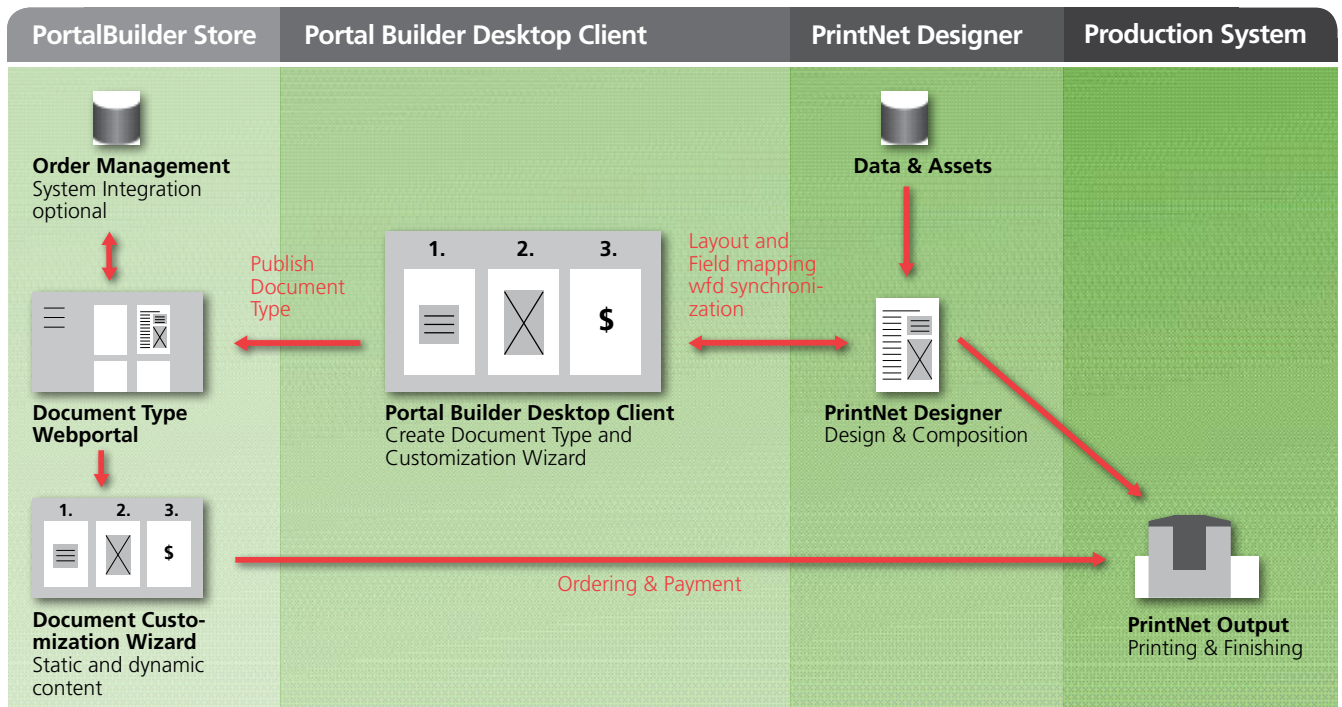 PortalBuilder Store
Portal Builder Desktop Client
PrintNet Designer
Production System
Order Management
System Integration
optional
Data & Assets
Publish
Document
Type
1. 2. 3.
$
Layout and
Field mapping
wfd synchroni-
zation
Document Type
Webportal
Portal Builder Desktop Client
Create Document Type and
Customization Wizard
PrintNet Designer
Design & Composition
1. 2. 3.
$
Ordering & Payment
Document Custo-
mization Wizard
Static and dynamic
content
PrintNet Output
Printing & Finishing